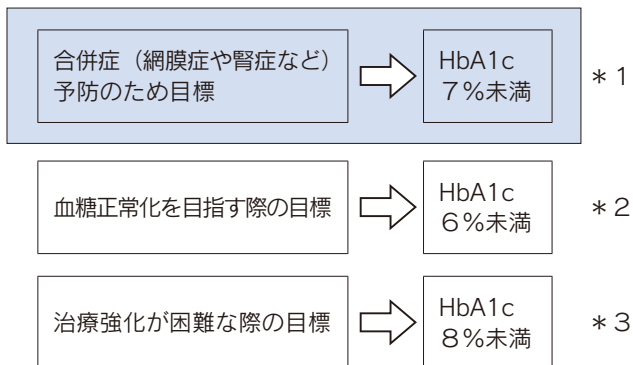 合併症（網膜症や腎症など）
予防のため目標
HbA1c
７％未満
＊１
血糖正常化を目指す際の目標
HbA1c
６％未満
＊２
治療強化が困難な際の目標
HbA1c
８％未満
＊３